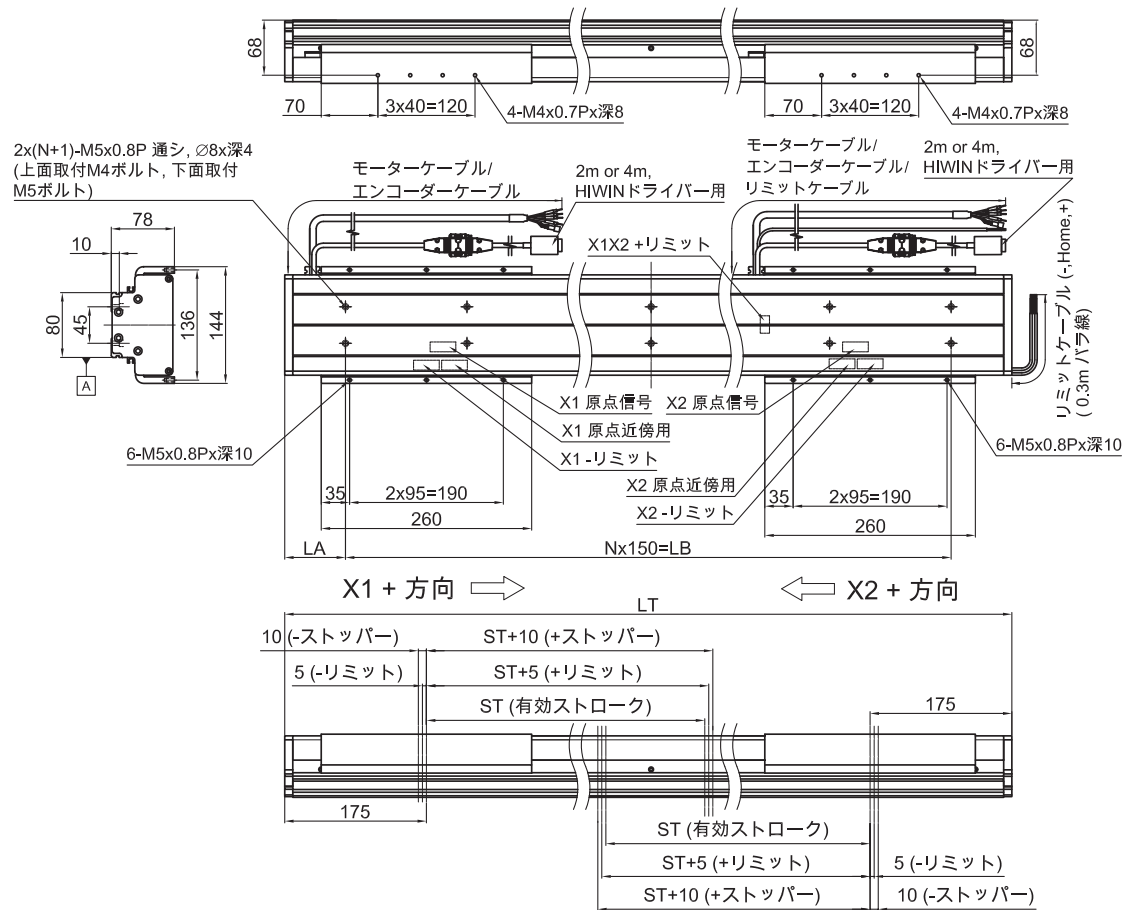 68
68
70
3x40=120
4-M4x0.7Px深8
70
3x40=120
4-M4x0.7Px深8
2x(N+1)-M5x0.8P 通シ, ∅8x深4
(上面取付M4ボルト, 下面取付
M5ボルト)
モーターケーブル/
エンコーダーケーブル
2m or 4m,
HIWINドライバー用
モーターケーブル/
エンコーダーケーブル/
リミットケーブル
2m or 4m,
HIWINドライバー用
X1X2 +リミット
78
10
80
45
136
144
A
リミットケーブル (-,Home,+)
( 0.3m バラ線)
X1 原点信号
X1 原点近傍用
X1 -リミット
X2 原点信号
X2 原点近傍用
X2 -リミット
6-M5x0.8Px深10
6-M5x0.8Px深10
35
2x95=190
260
35
2x95=190
260
LA
Nx150=LB
X1 + 方向
X2 + 方向
LT
10 (-ストッパー)
ST+10 (+ストッパー)
5 (-リミット)
ST+5 (+リミット)
ST (有効ストローク)
175
175
ST (有効ストローク)
ST+5 (+リミット)
5 (-リミット)
ST+10 (+ストッパー)
10 (-ストッパー)